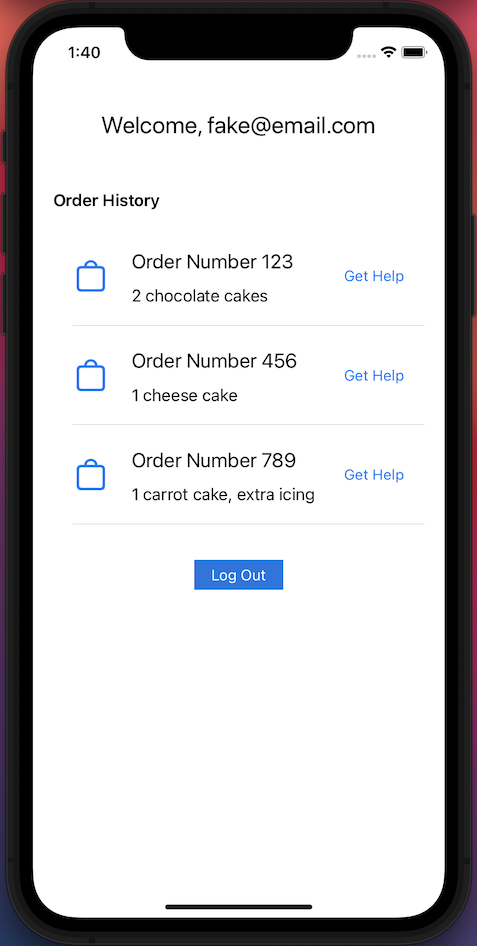 1:40
Welcome, fake@email.com
Order History
Order Number 123
Get Help
2 chocolate cakes
Order Number 456
Get Help
1 cheese cake
Order Number 789
Get Help
1 carrot cake, extra icing
Log Out